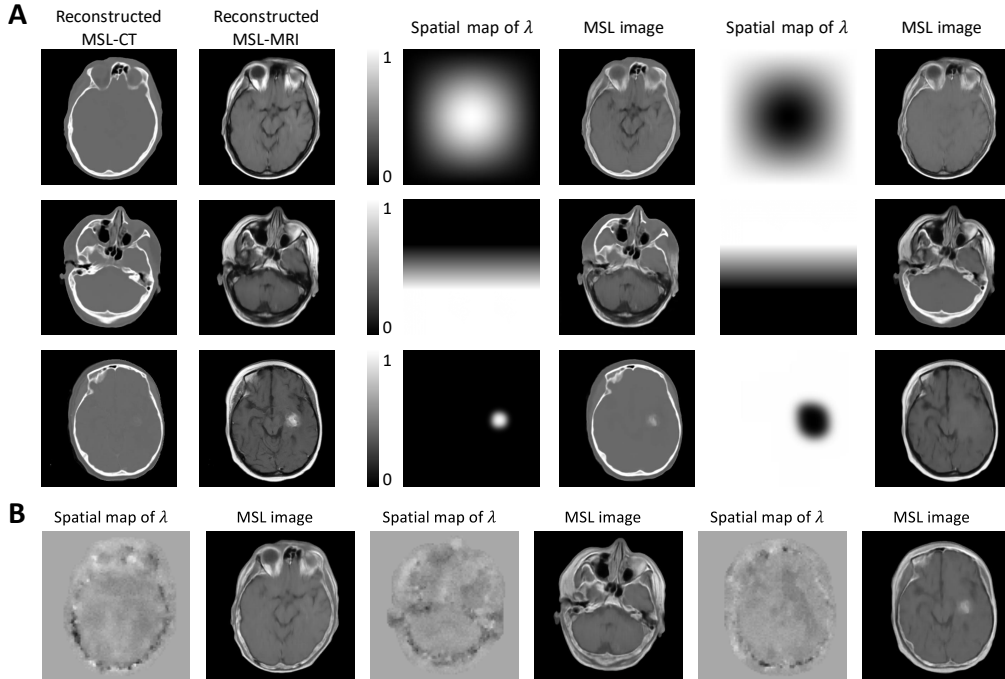 A
Reconstructed
MSL-CT
Reconstructed
MSL-MRI
Spatial map of λ
MSL image
Spatial map of λ
MSL image
1
0
1
0
1
0
B
Spatial map of λ
MSL image
Spatial map of λ
MSL image
Spatial map of λ
MSL image